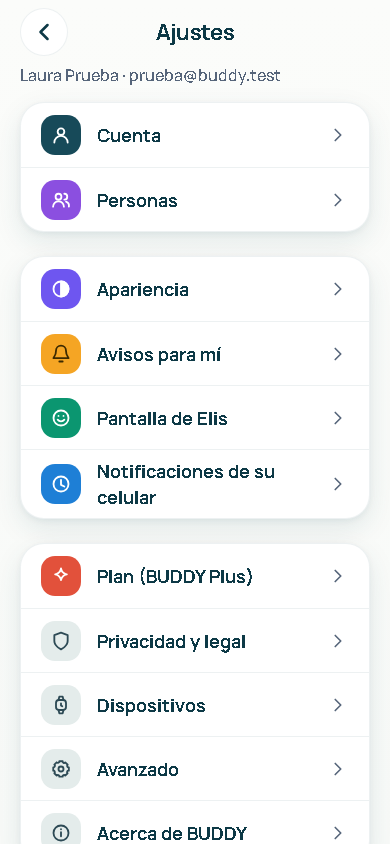 Ajustes
Laura Prueba · prueba@buddy.test
Cuenta
Personas
Apariencia
Avisos para mí
Pantalla de Elis
Notificaciones de su
celular
Plan (BUDDY Plus)
Privacidad y legal
Dispositivos
Avanzado
Acerca de BUDDY